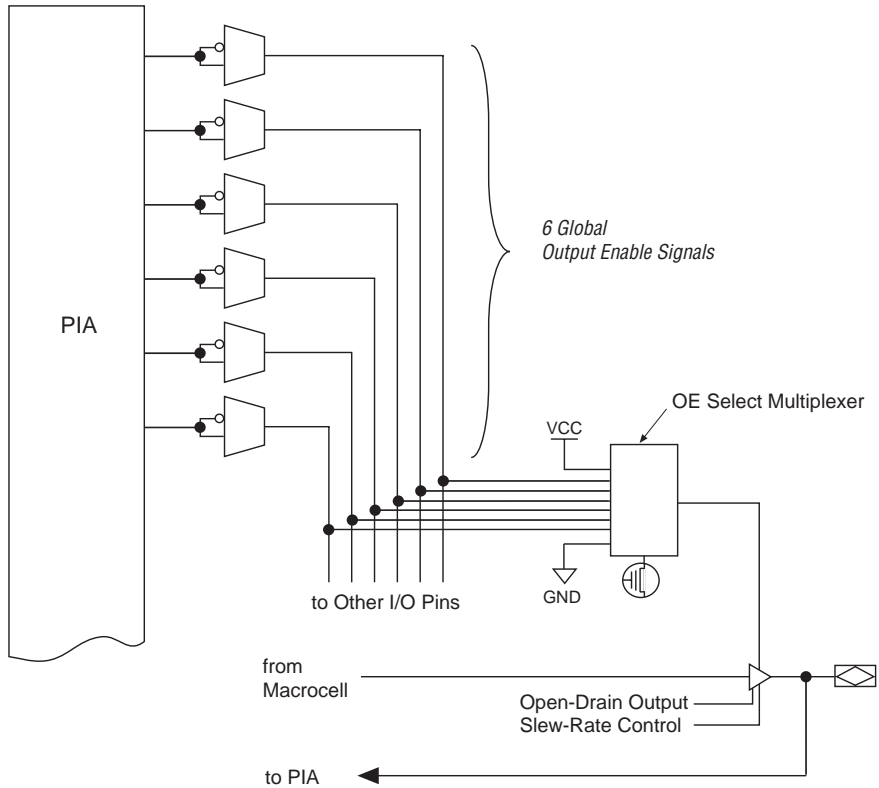 PIA
6 Global
Output Enable Signals
OE Select Multiplexer
VCC
GND
to Other I/O Pins
from
Macrocell
Open-Drain Output
Slew-Rate Control
to PIA